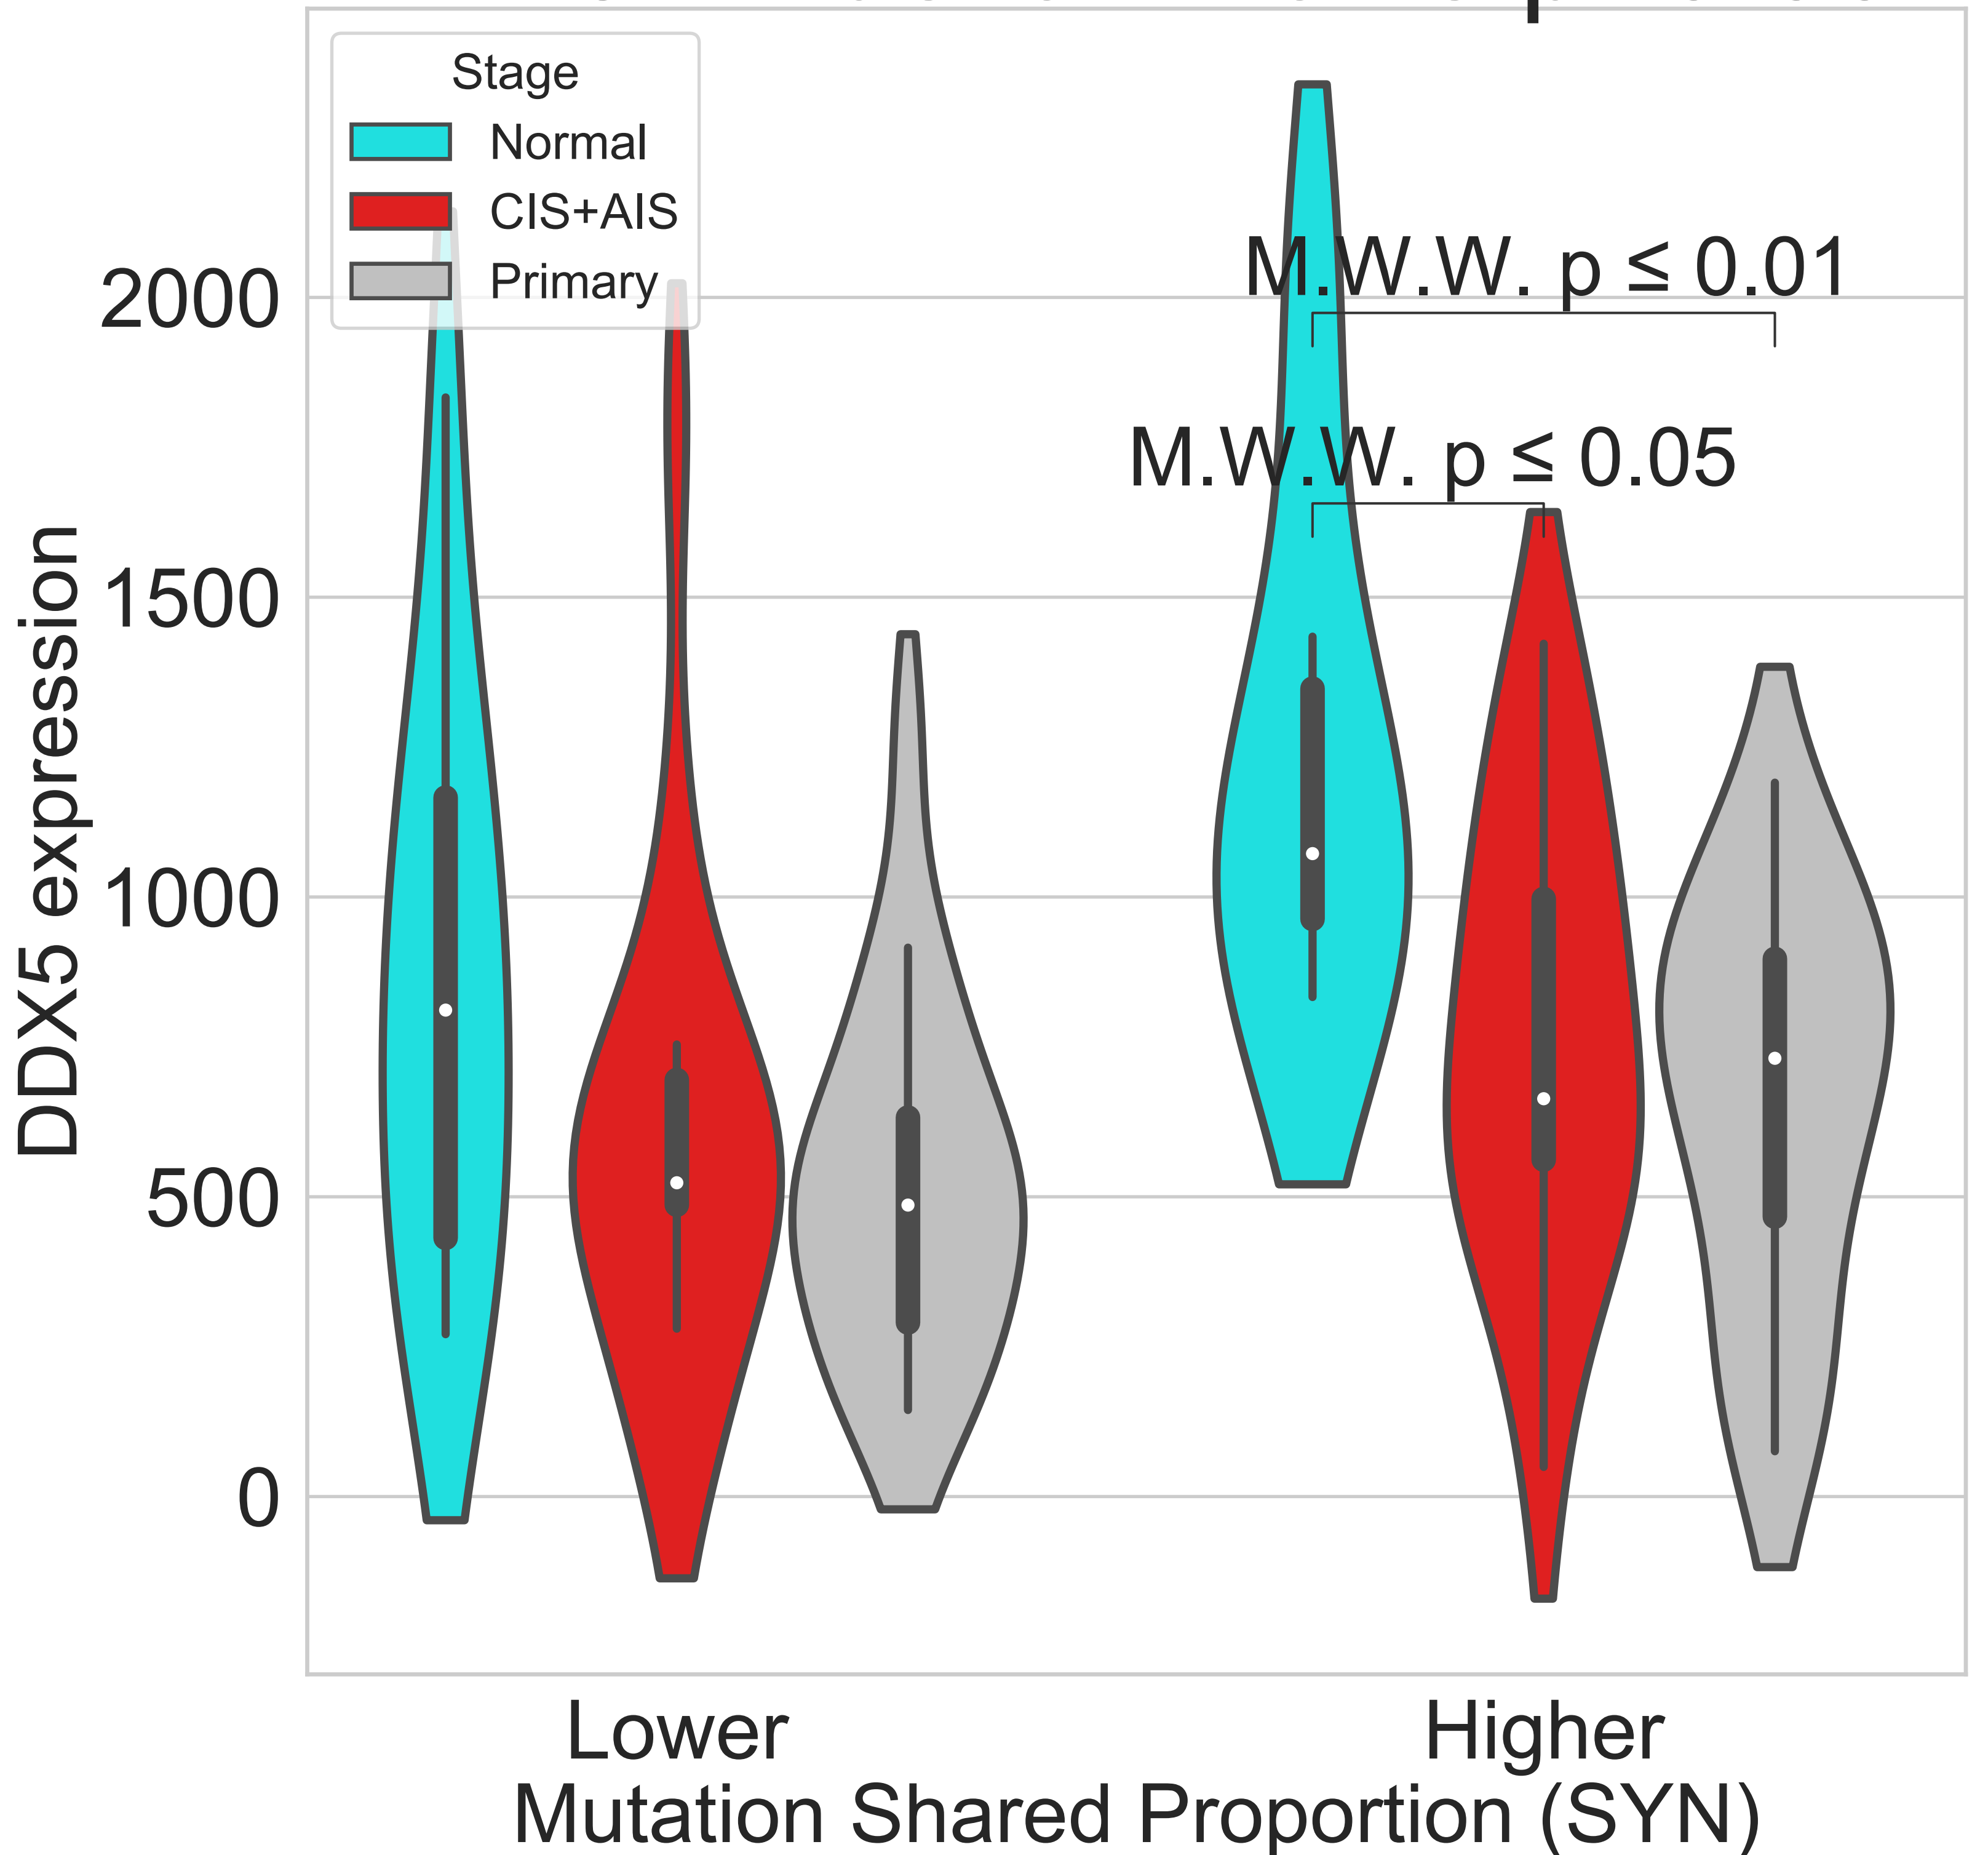 Stage
Normal
CIS+AIS
Primary
M.W.W. p ≤ 0.01
M.W.W. p ≤ 0.05
DDX5 expression
2000
1500
1000
500
0
Lower
Higher
Mutation Shared Proportion (SYN)